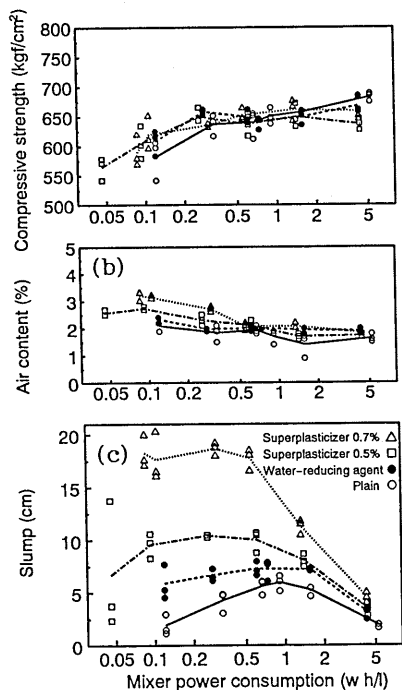 Compressive strength (kgf/cm²)
700
650
600
550
500
0.05 0.1 0.2 0.5 1 2 5
Air content (%)
(b)
5
4
3
2
1
0
0.05 0.1 0.2 0.5 1 2 5
Slump (cm)
(c)
20
15
10
5
0
Superplasticizer 0.7%
Superplasticizer 0.5%
Water-reducing agent
Plain
0.05 0.1 0.2 0.5 1 2 5
Mixer power consumption (w h/l)